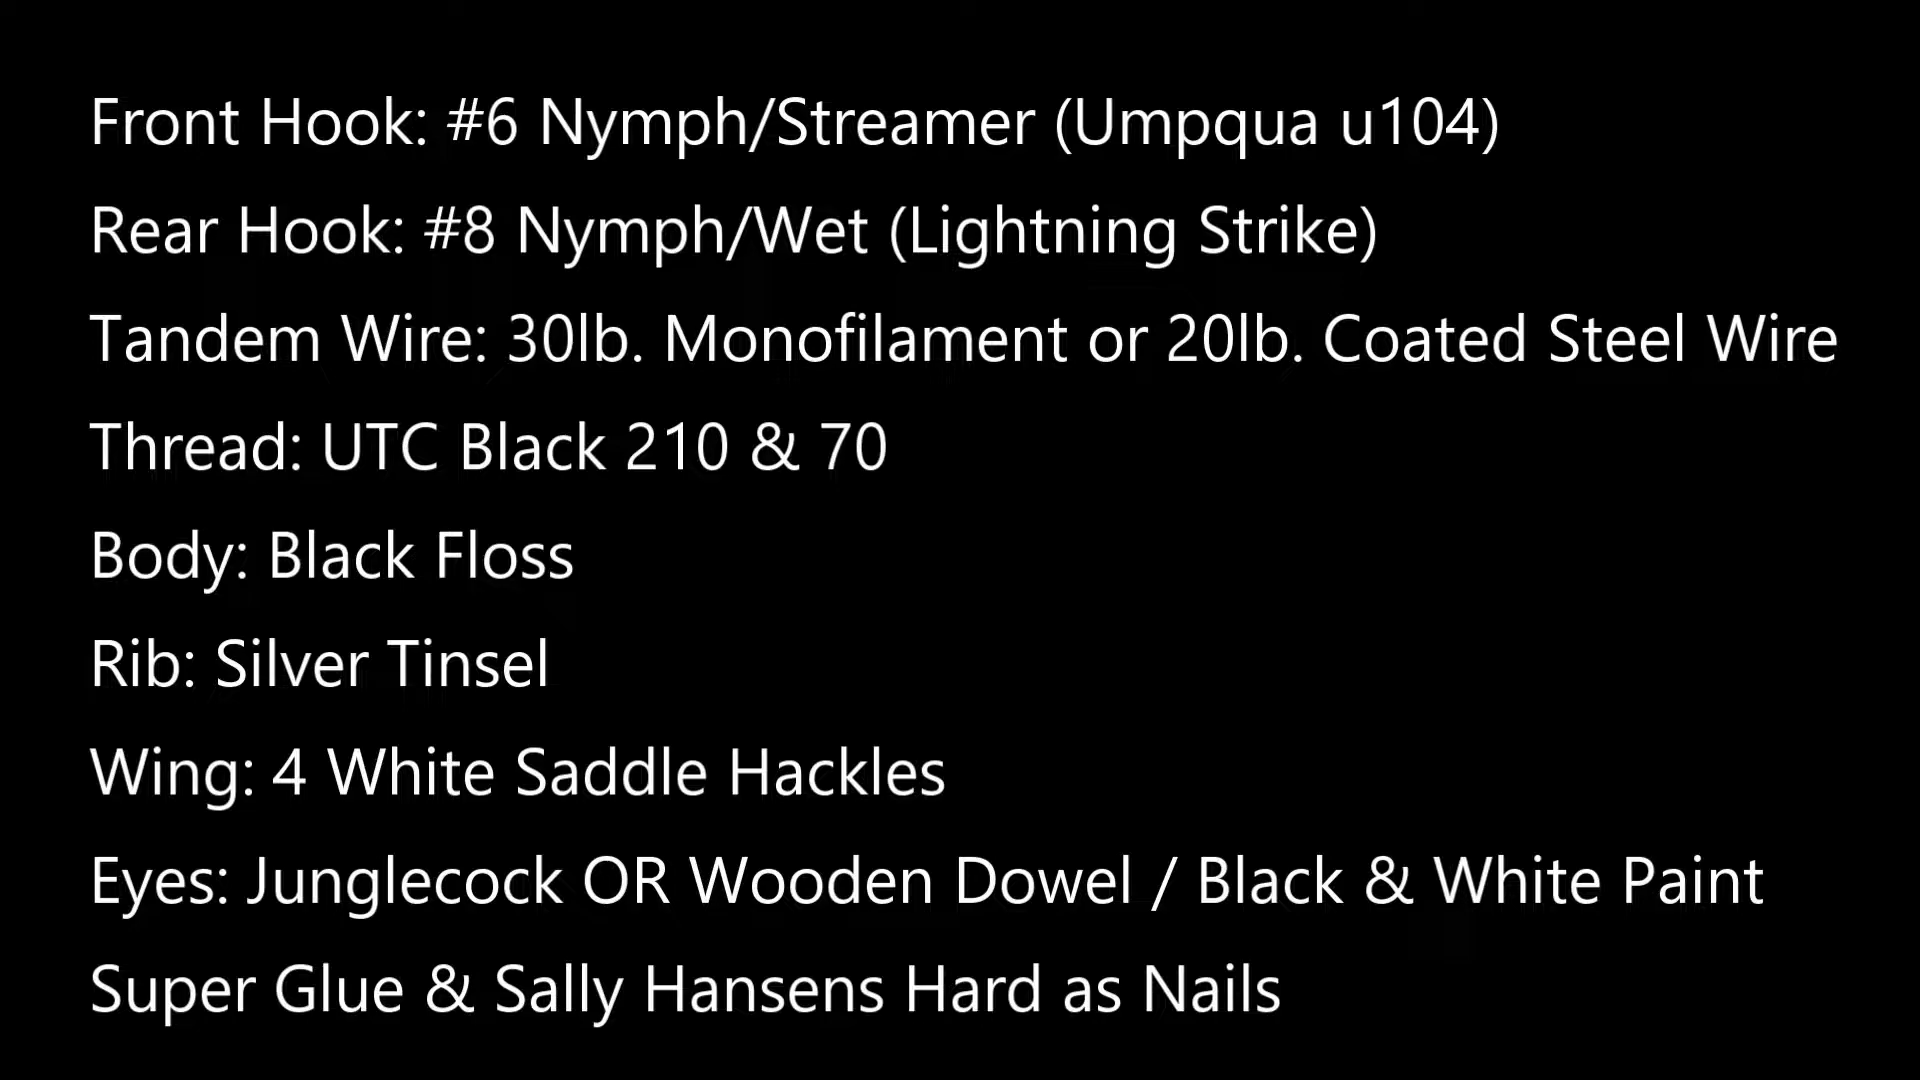 Front Hook: #6 Nymph/Streamer (Umpqua u104)
Rear Hook: #8 Nymph/Wet (Lightning Strike)
Tandem Wire: 30lb. Monofilament or 20lb. Coated Steel Wire
Thread: UTC Black 210 & 70
Body: Black Floss
Rib: Silver Tinsel
Wing: 4 White Saddle Hackles
Eyes: Junglecock OR Wooden Dowel / Black & White Paint
Super Glue & Sally Hansens Hard as Nails